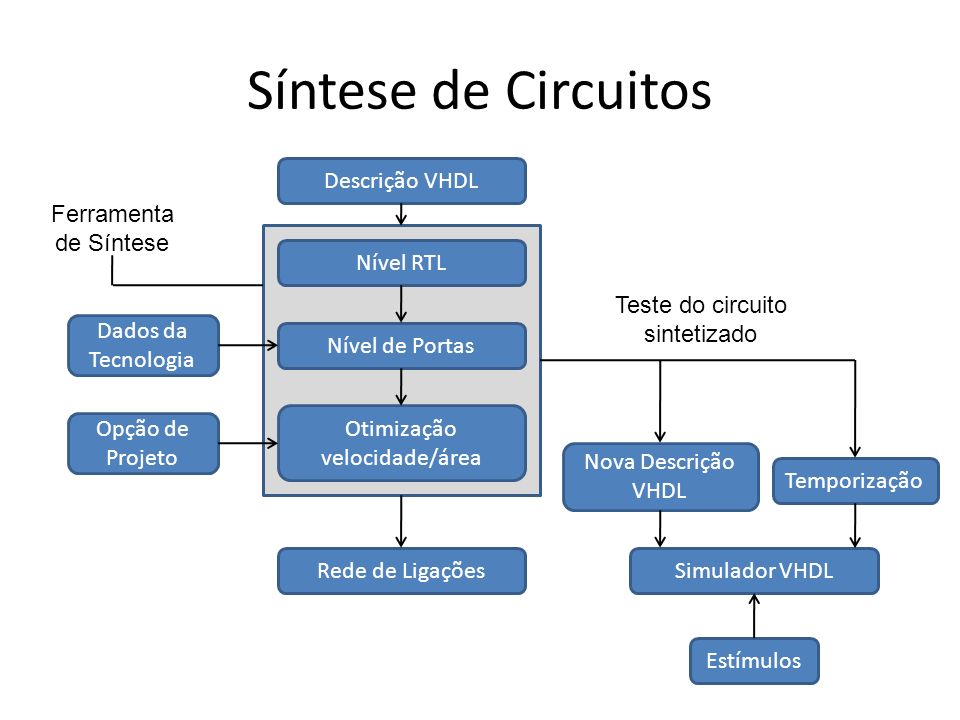 Síntese de Circuitos
Descrição VHDL
Ferramenta
de Síntese
Nível RTL
Teste do circuito
sintetizado
Dados da
Tecnologia
Nível de Portas
Opção de
Projeto
Otimização
velocidade/área
Nova Descrição
VHDL
Temporização
Rede de Ligações
Simulador VHDL
Estímulos